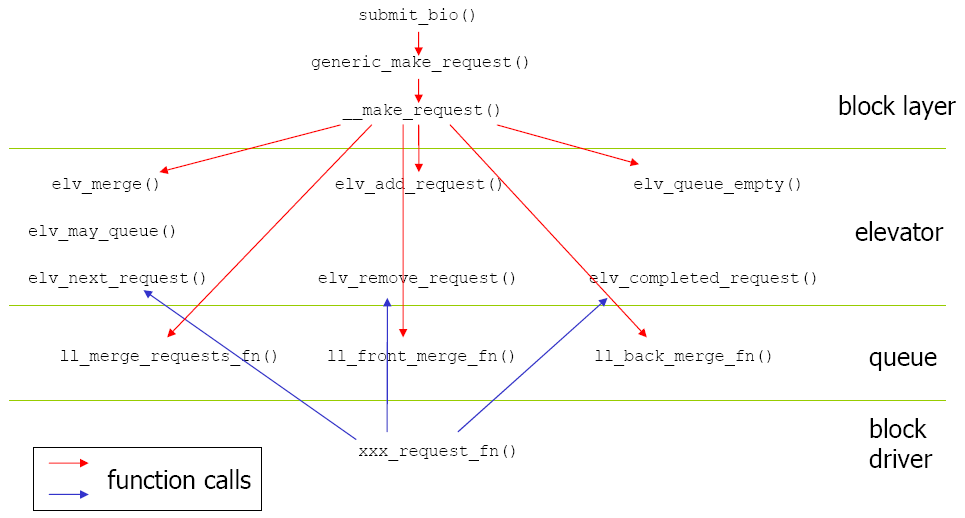 submit_bio()
generic_make_request()
__make_request()
block layer
elv_merge()
elv_add_request()
elv_queue_empty()
elv_may_queue()
elevator
elv_next_request()
elv_remove_request()
elv_completed_request()
ll_merge_requests_fn()
ll_front_merge_fn()
ll_back_merge_fn()
queue
xxx_request_fn()
block
driver
function calls